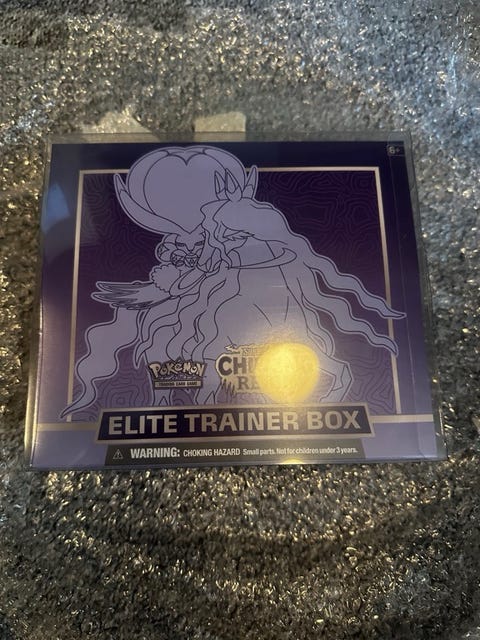 6+
Pokémon
TRADING CARD GAME
ELITE TRAINER BOX
WARNING: CHOKING HAZARD Small parts. Not for children under 3 years.